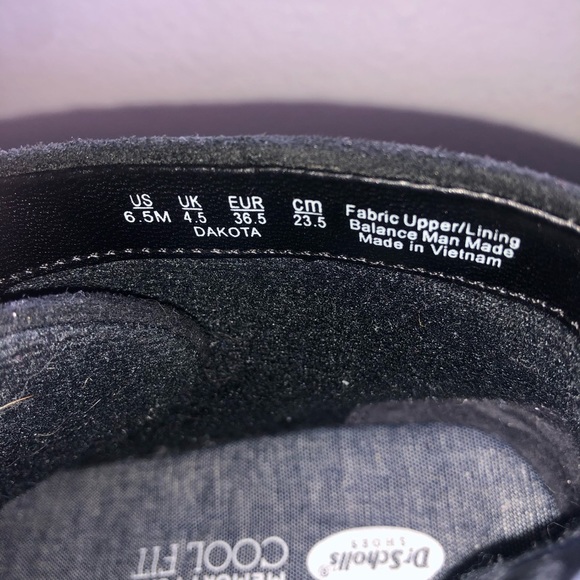 US UK EUR cm
6.5M 4.5 36.5 23.5
DAKOTA
Fabric Upper/Lining
Balance Man Made
Made in Vietnam
Dr Scholl's®
SHOES
COOL FIT
MEMORY